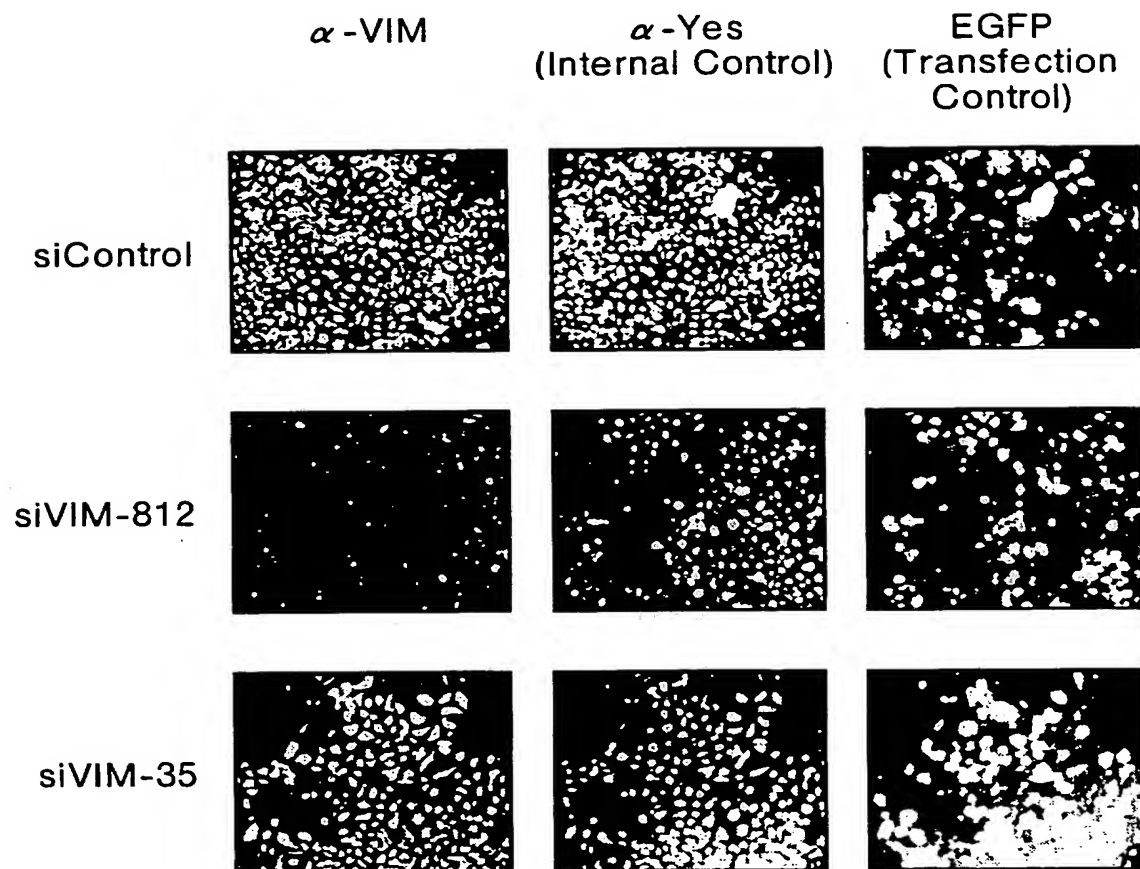 α-VIM
α-Yes
(Internal Control)
EGFP
(Transfection
Control)
siControl
siVIM-812
siVIM-35